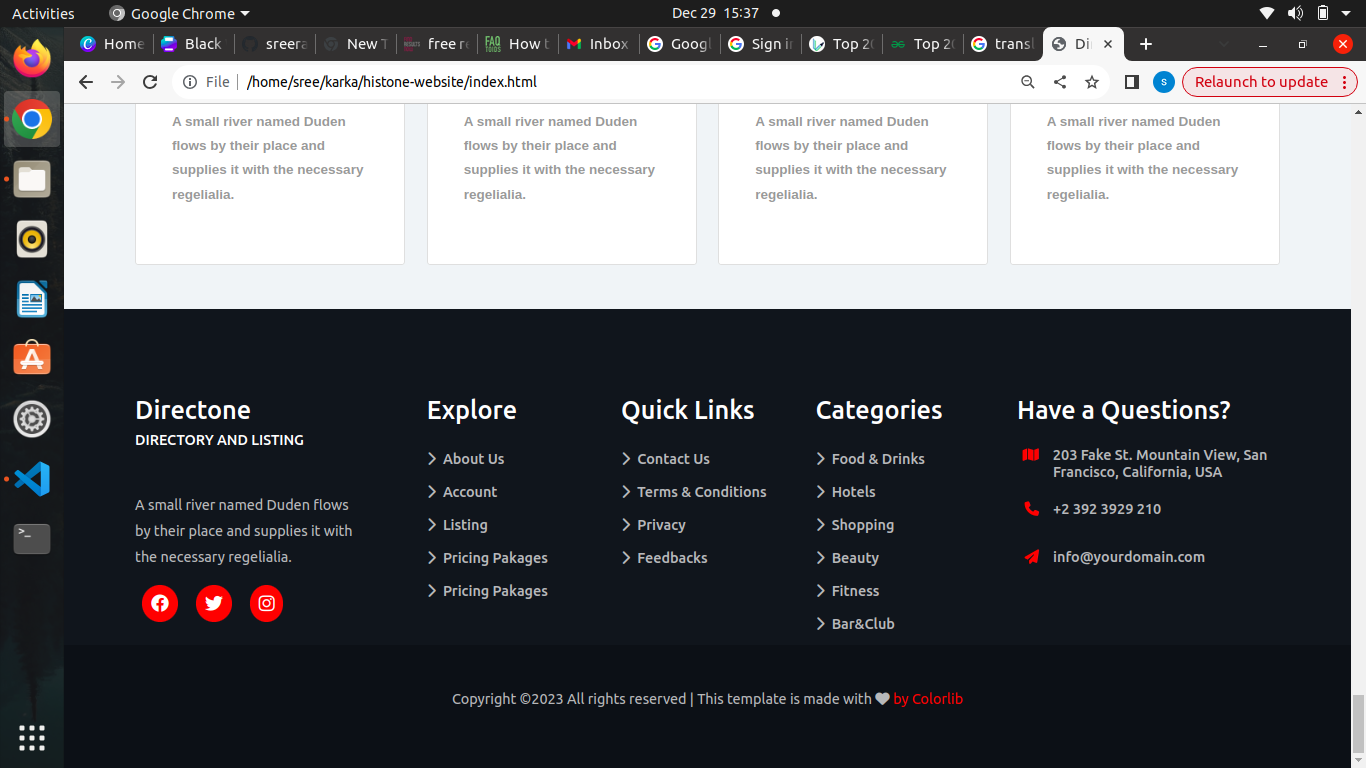 Activities
Google Chrome
Dec 29 15:37
Home
Black
sreera
New T
free re
How t
Inbox
Googl
Sign in
Top 20
Top 20
transl
Di
File
/home/sree/karka/histone-website/index.html
s
Relaunch to update
A small river named Duden
flows by their place and
supplies it with the necessary
regelialia.
A small river named Duden
flows by their place and
supplies it with the necessary
regelialia.
A small river named Duden
flows by their place and
supplies it with the necessary
regelialia.
A small river named Duden
flows by their place and
supplies it with the necessary
regelialia.
Directone
DIRECTORY AND LISTING
A small river named Duden flows
by their place and supplies it with
the necessary regelialia.
Explore
About Us
Account
Listing
Pricing Pakages
Pricing Pakages
Quick Links
Contact Us
Terms & Conditions
Privacy
Feedbacks
Categories
Food & Drinks
Hotels
Shopping
Beauty
Fitness
Bar&Club
Have a Questions?
203 Fake St. Mountain View, San
Francisco, California, USA
+2 392 3929 210
info@yourdomain.com
Copyright ©2023 All rights reserved | This template is made with ♥ by Colorlib